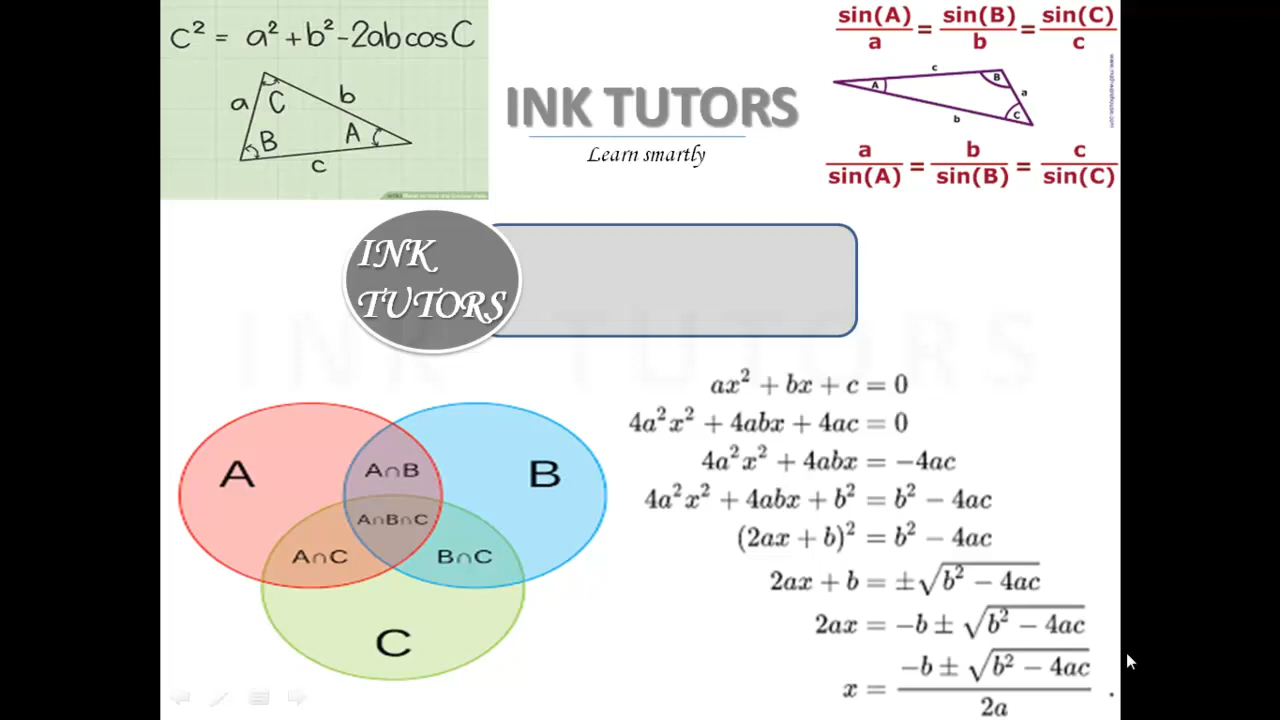 c² = a² + b² - 2ab cos C
a
C
b
B
A
c
INK TUTORS
Learn smartly
sin(A)/a = sin(B)/b = sin(C)/c
c
A
B
a
b
C
a/sin(A) = b/sin(B) = c/sin(C)
INK
TUTORS
INK TUTORS
A
B
A∩B
A∩B∩C
A∩C
B∩C
C
ax² + bx + c = 0
4a²x² + 4abx + 4ac = 0
4a²x² + 4abx = −4ac
4a²x² + 4abx + b² = b² − 4ac
(2ax + b)² = b² − 4ac
2ax + b = ±√(b² − 4ac)
2ax = −b ± √(b² − 4ac)
x = (−b ± √(b² − 4ac))/2a .